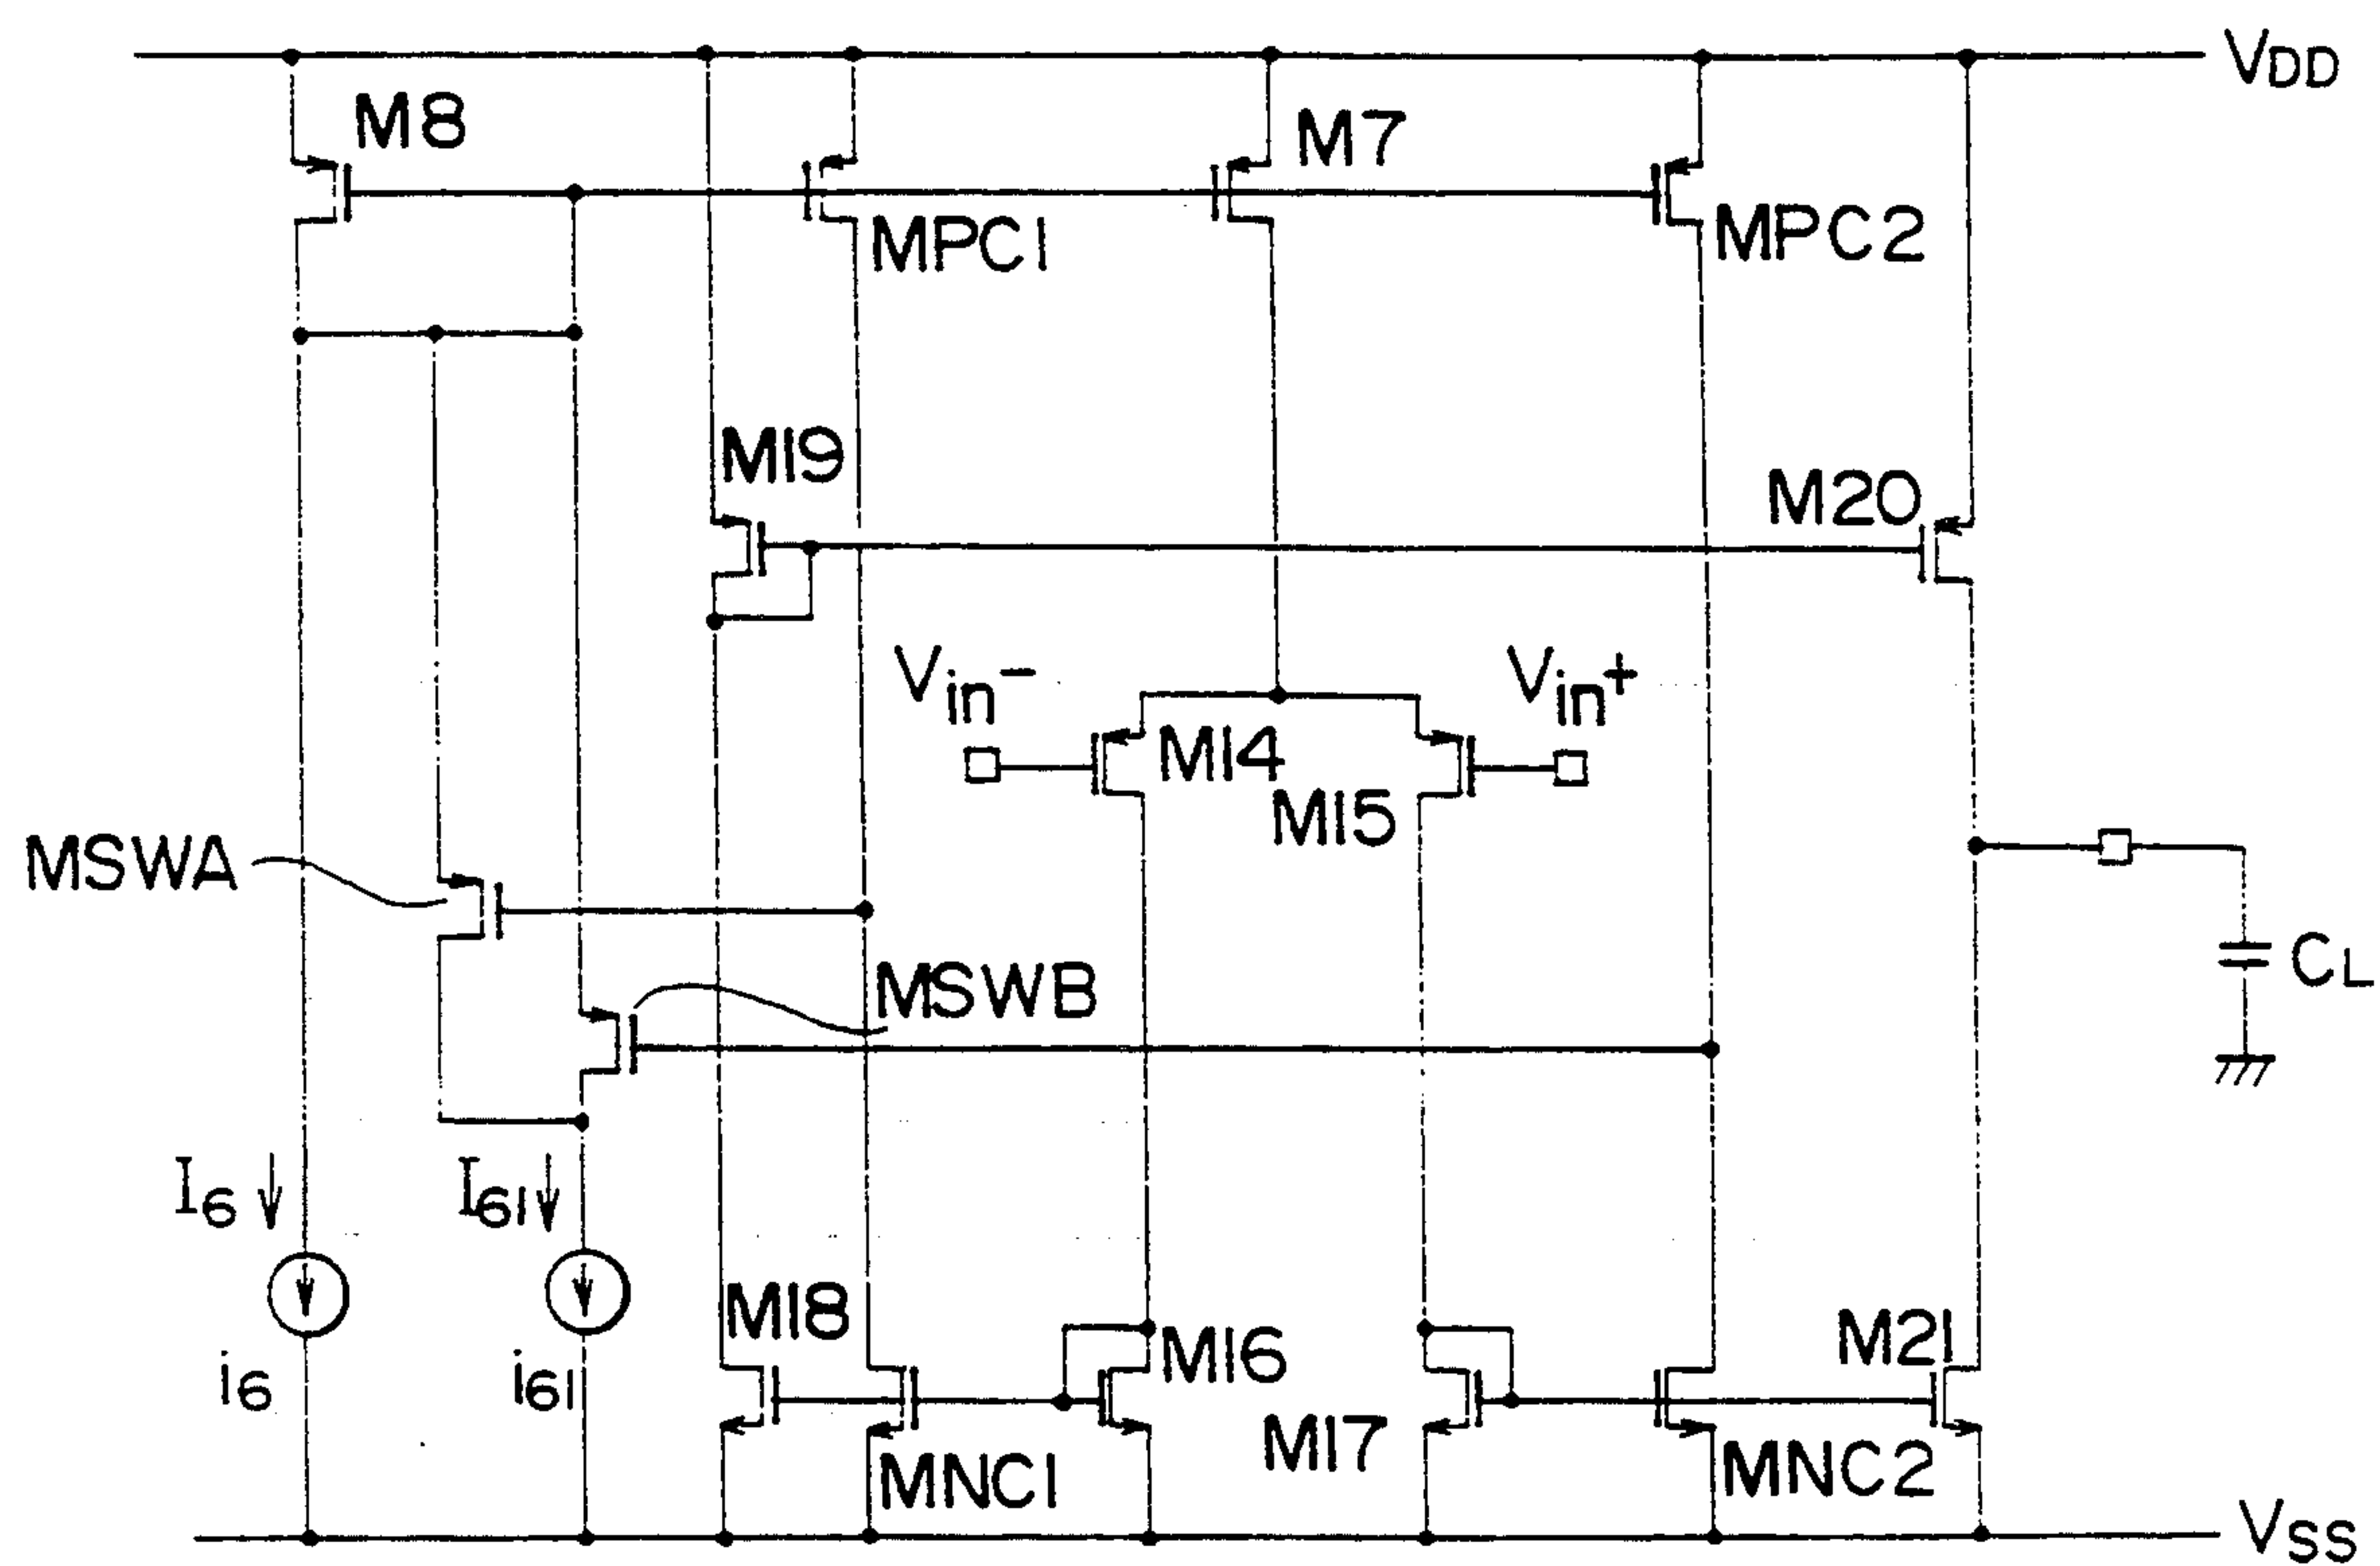 VDD
M8
M7
MPC1
MPC2
M19
M20
Vin-
Vin+
M14
M15
MSWA
MSWB
CL
I6
I61
M18
M16
M21
i6
i61
M17
MNC1
MNC2
VSS